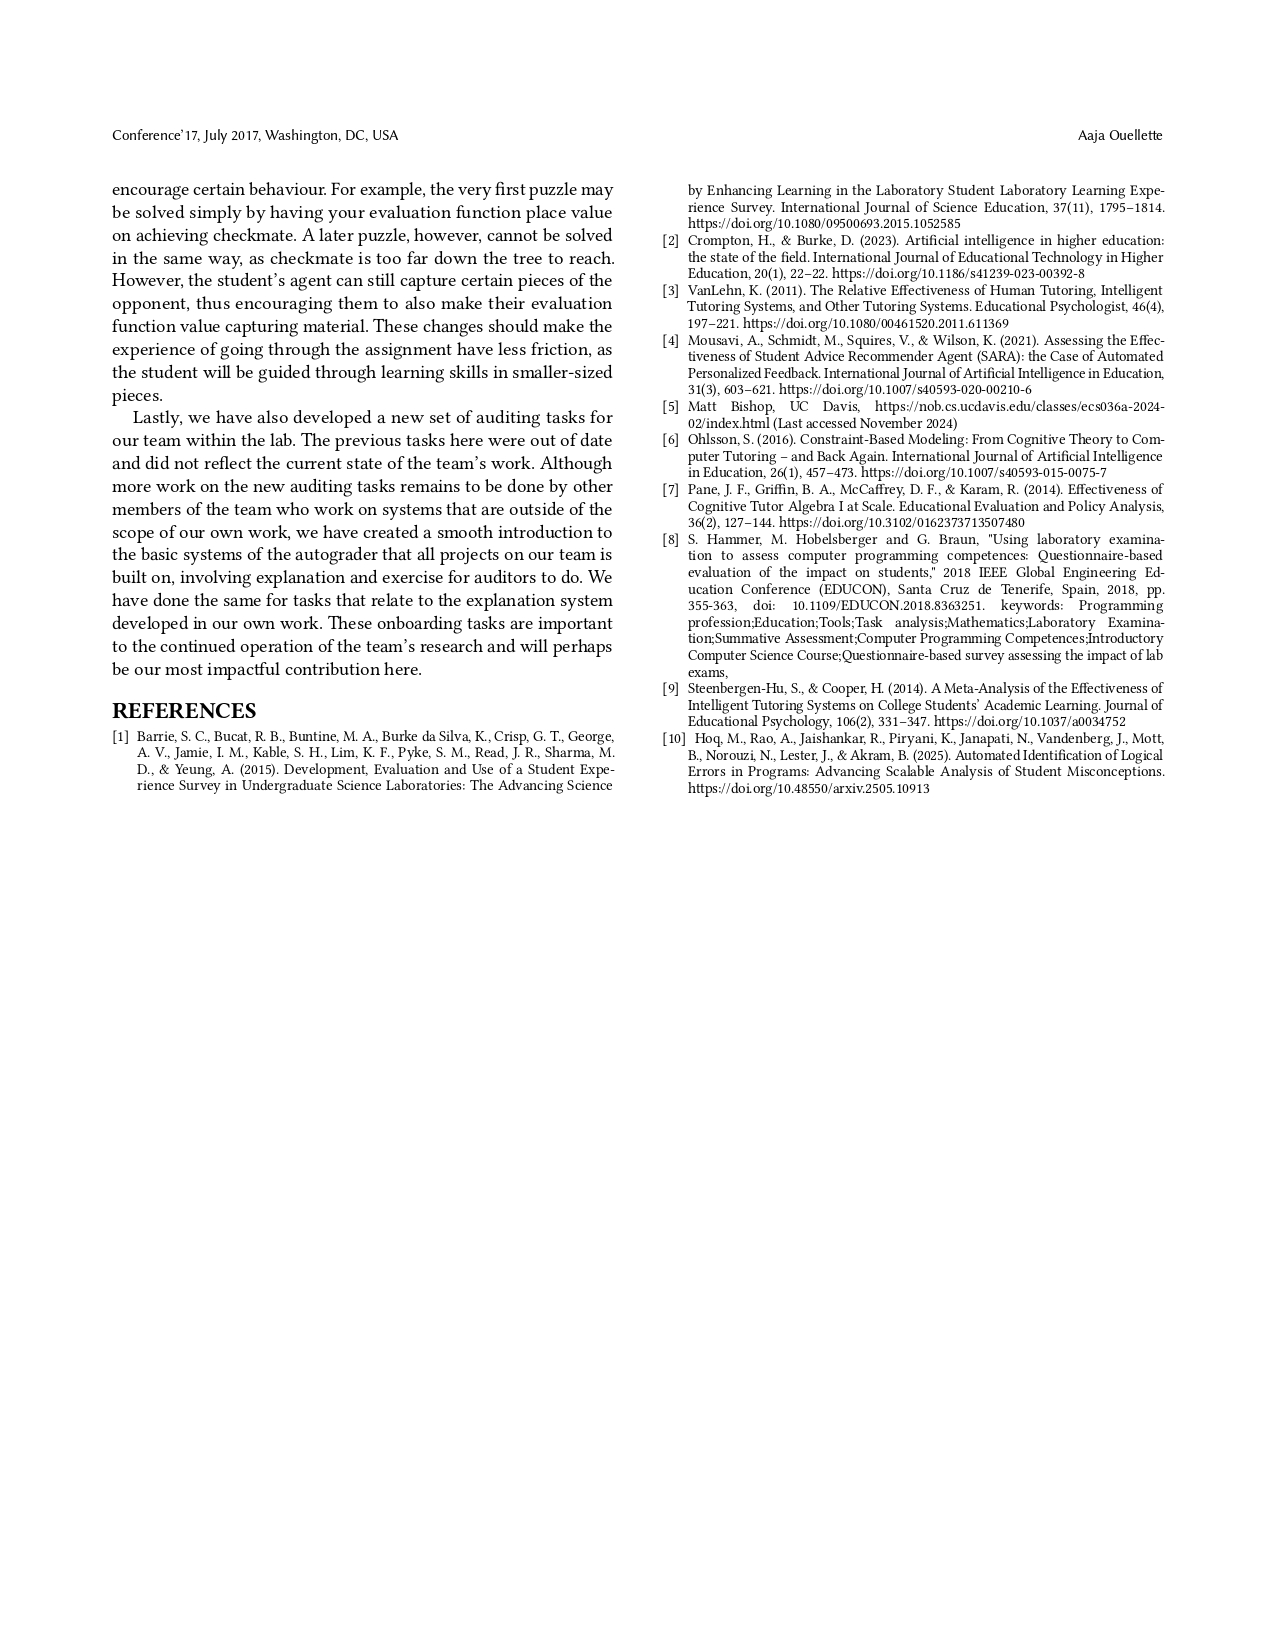 Conference'17, July 2017, Washington, DC, USA
Aaja Ouellette
encourage certain behaviour. For example, the very first puzzle may
be solved simply by having your evaluation function place value
on achieving checkmate. A later puzzle, however, cannot be solved
in the same way, as checkmate is too far down the tree to reach.
However, the student's agent can still capture certain pieces of the
opponent, thus encouraging them to also make their evaluation
function value capturing material. These changes should make the
experience of going through the assignment have less friction, as
the student will be guided through learning skills in smaller-sized
pieces.
Lastly, we have also developed a new set of auditing tasks for
our team within the lab. The previous tasks here were out of date
and did not reflect the current state of the team's work. Although
more work on the new auditing tasks remains to be done by other
members of the team who work on systems that are outside of the
scope of our own work, we have created a smooth introduction to
the basic systems of the autograder that all projects on our team is
built on, involving explanation and exercise for auditors to do. We
have done the same for tasks that relate to the explanation system
developed in our own work. These onboarding tasks are important
to the continued operation of the team's research and will perhaps
be our most impactful contribution here.
REFERENCES
[1] Barrie, S. C., Bucat, R. B., Buntine, M. A., Burke da Silva, K., Crisp, G. T., George,
A. V., Jamie, I. M., Kable, S. H., Lim, K. F., Pyke, S. M., Read, J. R., Sharma, M.
D., & Yeung, A. (2015). Development, Evaluation and Use of a Student Expe-
rience Survey in Undergraduate Science Laboratories: The Advancing Science
by Enhancing Learning in the Laboratory Student Laboratory Learning Expe-
rience Survey. International Journal of Science Education, 37(11), 1795–1814.
https://doi.org/10.1080/09500693.2015.1052585
[2] Crompton, H., & Burke, D. (2023). Artificial intelligence in higher education:
the state of the field. International Journal of Educational Technology in Higher
Education, 20(1), 22–22. https://doi.org/10.1186/s41239-023-00392-8
[3] VanLehn, K. (2011). The Relative Effectiveness of Human Tutoring, Intelligent
Tutoring Systems, and Other Tutoring Systems. Educational Psychologist, 46(4),
197–221. https://doi.org/10.1080/00461520.2011.611369
[4] Mousavi, A., Schmidt, M., Squires, V., & Wilson, K. (2021). Assessing the Effec-
tiveness of Student Advice Recommender Agent (SARA): the Case of Automated
Personalized Feedback. International Journal of Artificial Intelligence in Education,
31(3), 603–621. https://doi.org/10.1007/s40593-020-00210-6
[5] Matt Bishop, UC Davis, https://nob.cs.ucdavis.edu/classes/ecs036a-2024-
02/index.html (Last accessed November 2024)
[6] Ohlsson, S. (2016). Constraint-Based Modeling: From Cognitive Theory to Com-
puter Tutoring – and Back Again. International Journal of Artificial Intelligence
in Education, 26(1), 457–473. https://doi.org/10.1007/s40593-015-0075-7
[7] Pane, J. F., Griffin, B. A., McCaffrey, D. F., & Karam, R. (2014). Effectiveness of
Cognitive Tutor Algebra I at Scale. Educational Evaluation and Policy Analysis,
36(2), 127–144. https://doi.org/10.3102/0162373713507480
[8] S. Hammer, M. Hobelsberger and G. Braun, "Using laboratory examina-
tion to assess computer programming competences: Questionnaire-based
evaluation of the impact on students," 2018 IEEE Global Engineering Ed-
ucation Conference (EDUCON), Santa Cruz de Tenerife, Spain, 2018, pp.
355-363, doi: 10.1109/EDUCON.2018.8363251. keywords: Programming
profession;Education;Tools;Task analysis;Mathematics;Laboratory Examina-
tion;Summative Assessment;Computer Programming Competences;Introductory
Computer Science Course;Questionnaire-based survey assessing the impact of lab
exams,
[9] Steenbergen-Hu, S., & Cooper, H. (2014). A Meta-Analysis of the Effectiveness of
Intelligent Tutoring Systems on College Students' Academic Learning. Journal of
Educational Psychology, 106(2), 331–347. https://doi.org/10.1037/a0034752
[10] Hoq, M., Rao, A., Jaishankar, R., Piryani, K., Janapati, N., Vandenberg, J., Mott,
B., Norouzi, N., Lester, J., & Akram, B. (2025). Automated Identification of Logical
Errors in Programs: Advancing Scalable Analysis of Student Misconceptions.
https://doi.org/10.48550/arxiv.2505.10913